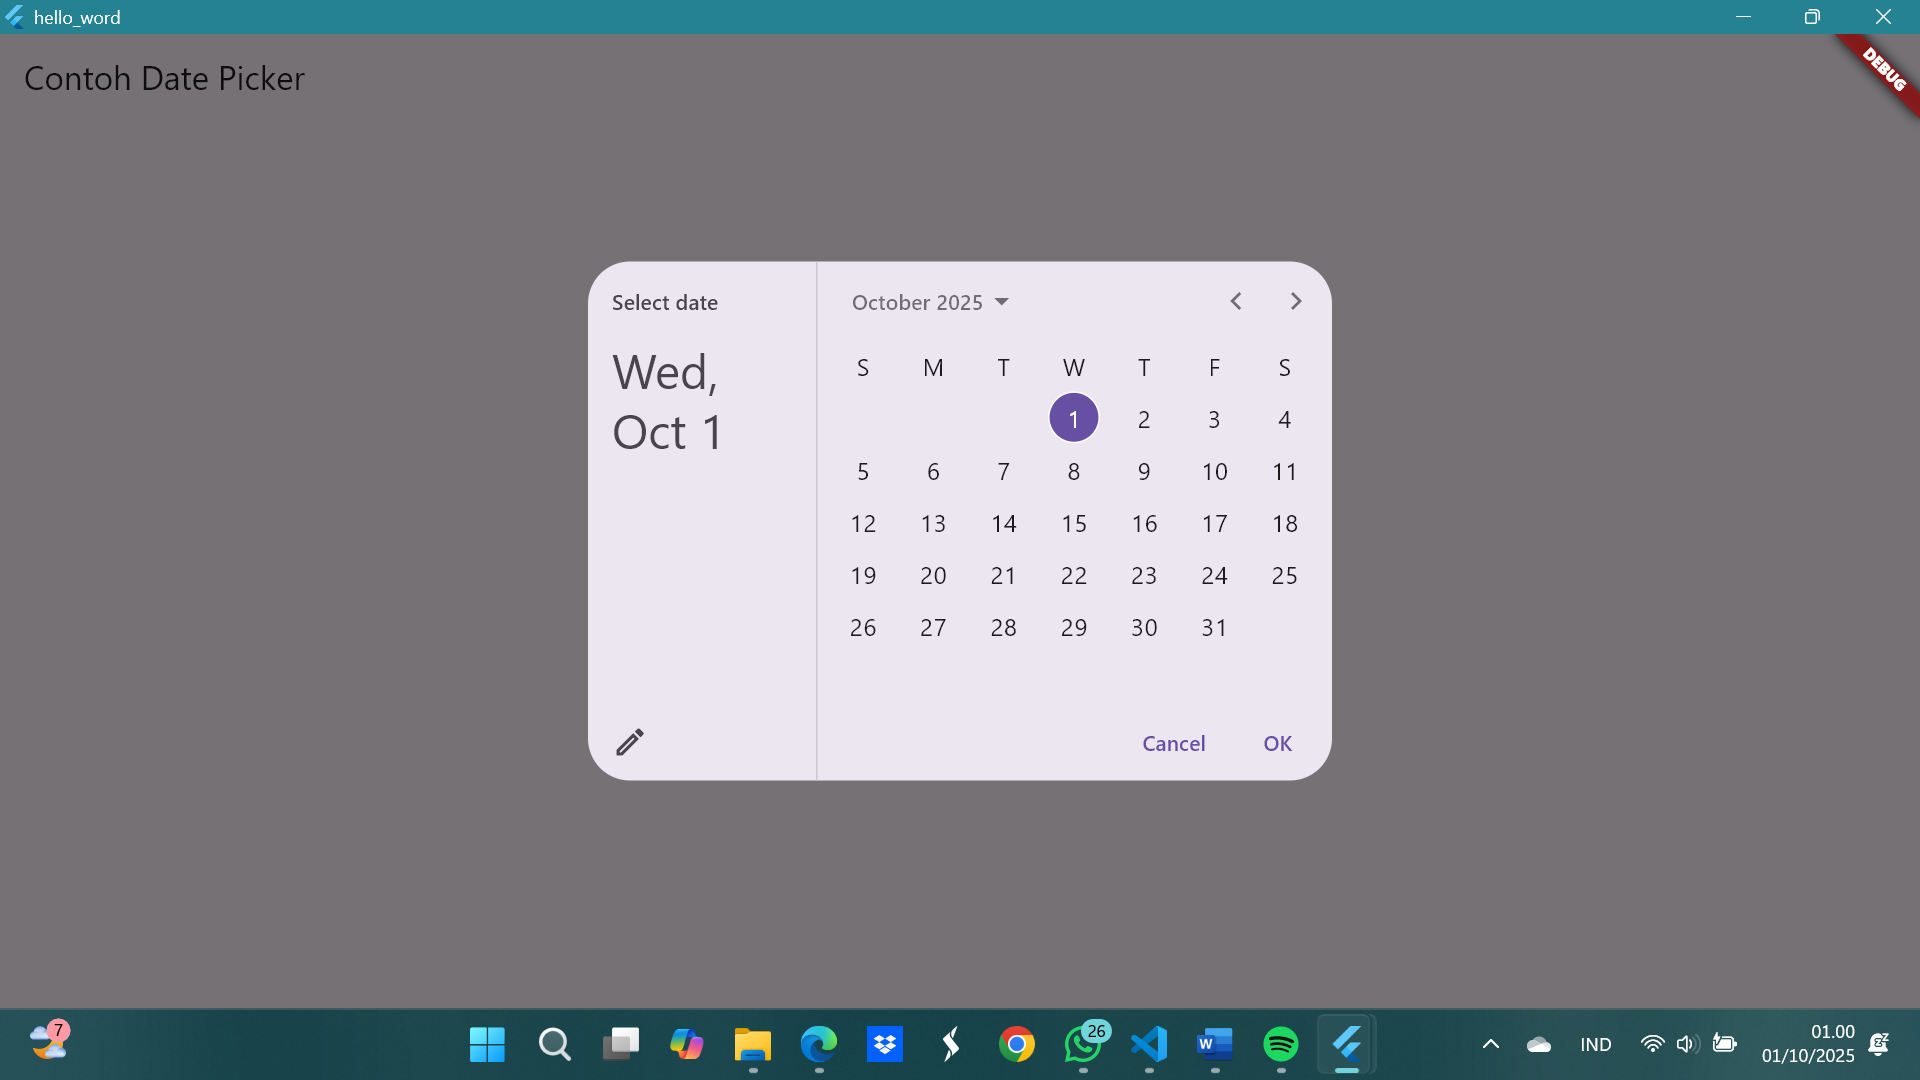 hello_word
Contoh Date Picker
DEBUG
Select date
Wed,
Oct 1
October 2025
S M T W T F S
1 2 3 4
5 6 7 8 9 10 11
12 13 14 15 16 17 18
19 20 21 22 23 24 25
26 27 28 29 30 31
Cancel OK
7
26
W
IND
01.00
01/10/2025